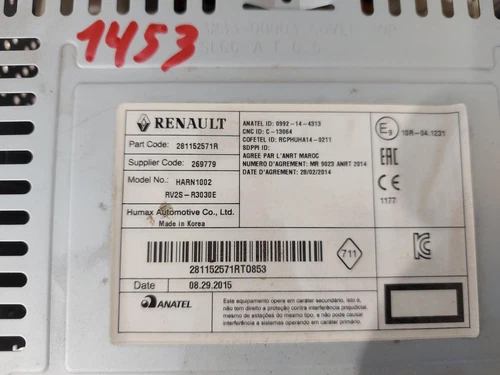 1453
RENAULT
Part Code: 281152571R
Supplier Code: 269779
Model No.: HARN1002
RV2S-R3030E
Humax Automotive Co., Ltd.
Made in Korea
ANATEL ID: 0992-14-4313
CNC ID: C-13064
COFETEL ID: RCPHUHA14-0211
SDPPI ID:
AGREE PAR L'ANRT MAROC
NUMERO D'AGREMENT: MR 9023 ANRT 2014
DATE D'AGREMENT: 28/02/2014
E9 10R-04.1231
EAC
CE
1177
281152571RT0853
711
Date 08.29.2015
ANATEL
Este equipamento opera em caráter secundário, isto é,
não tem direito a proteção contra interferência prejudicial,
mesmo de estações do mesmo tipo, e não pode causar
interferência a sistemas operando em caráter primário.